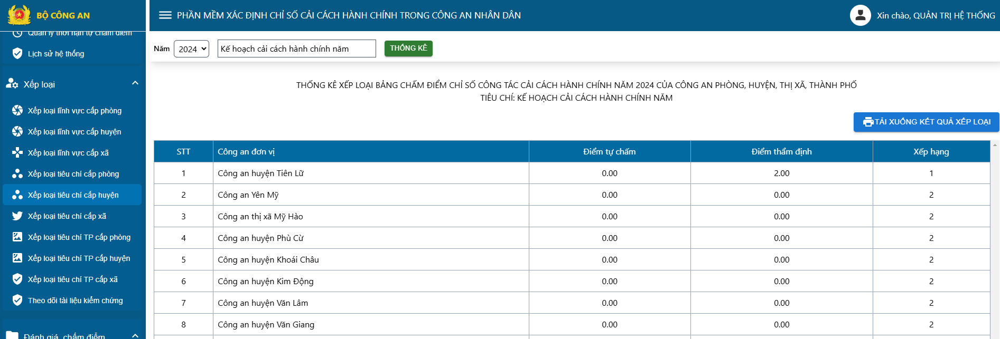 BỘ CÔNG AN
PHẦN MỀM XÁC ĐỊNH CHỈ SỐ CẢI CÁCH HÀNH CHÍNH TRONG CÔNG AN NHÂN DÂN
Xin chào, QUẢN TRỊ HỆ THỐNG
Quản lý thời hạn tự chấm điểm
Lịch sử hệ thống
Xếp loại
Xếp loại lĩnh vực cấp phòng
Xếp loại lĩnh vực cấp huyện
Xếp loại lĩnh vực cấp xã
Xếp loại tiêu chí cấp phòng
Xếp loại tiêu chí cấp huyện
Xếp loại tiêu chí cấp xã
Xếp loại tiêu chí TP cấp phòng
Xếp loại tiêu chí TP cấp huyện
Xếp loại tiêu chí TP cấp xã
Theo dõi tài liệu kiểm chứng
Đánh giá, chấm điểm
Năm 2024 Kế hoạch cải cách hành chính năm THỐNG KÊ
THỐNG KÊ XẾP LOẠI BẢNG CHẤM ĐIỂM CHỈ SỐ CÔNG TÁC CẢI CÁCH HÀNH CHÍNH NĂM 2024 CỦA CÔNG AN PHÒNG, HUYỆN, THỊ XÃ, THÀNH PHỐ
TIÊU CHÍ: KẾ HOẠCH CẢI CÁCH HÀNH CHÍNH NĂM
TẢI XUỐNG KẾT QUẢ XẾP LOẠI
STT Công an đơn vị Điểm tự chấm Điểm thẩm định Xếp hạng
1 Công an huyện Tiên Lữ 0.00 2.00 1
2 Công an Yên Mỹ 0.00 0.00 2
3 Công an thị xã Mỹ Hào 0.00 0.00 2
4 Công an huyện Phù Cừ 0.00 0.00 2
5 Công an huyện Khoái Châu 0.00 0.00 2
6 Công an huyện Kim Động 0.00 0.00 2
7 Công an huyện Văn Lâm 0.00 0.00 2
8 Công an huyện Văn Giang 0.00 0.00 2